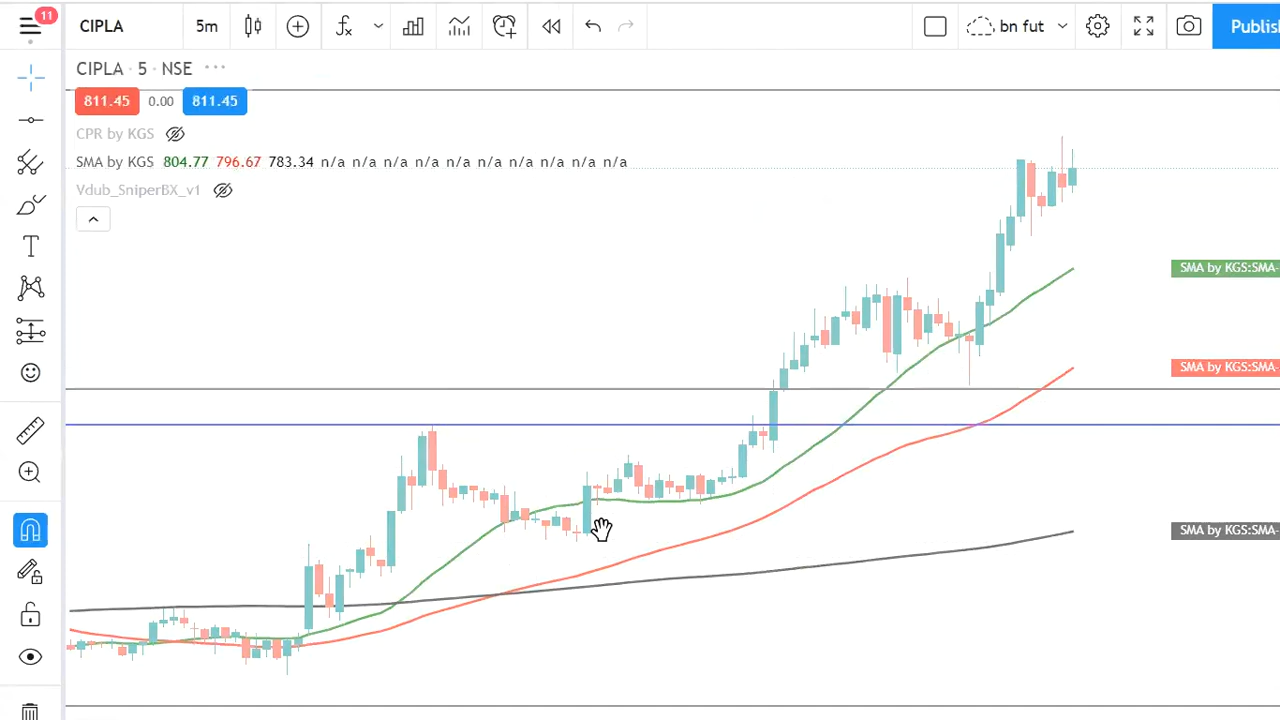 11
CIPLA
5m
bn fut
Publis
CIPLA · 5 · NSE
811.45 0.00 811.45
CPR by KGS
SMA by KGS 804.77 796.67 783.34 n/a n/a n/a n/a n/a n/a n/a n/a n/a n/a
Vdub_SniperBX_v1
SMA by KGS:SMA-
SMA by KGS:SMA-
SMA by KGS:SMA-